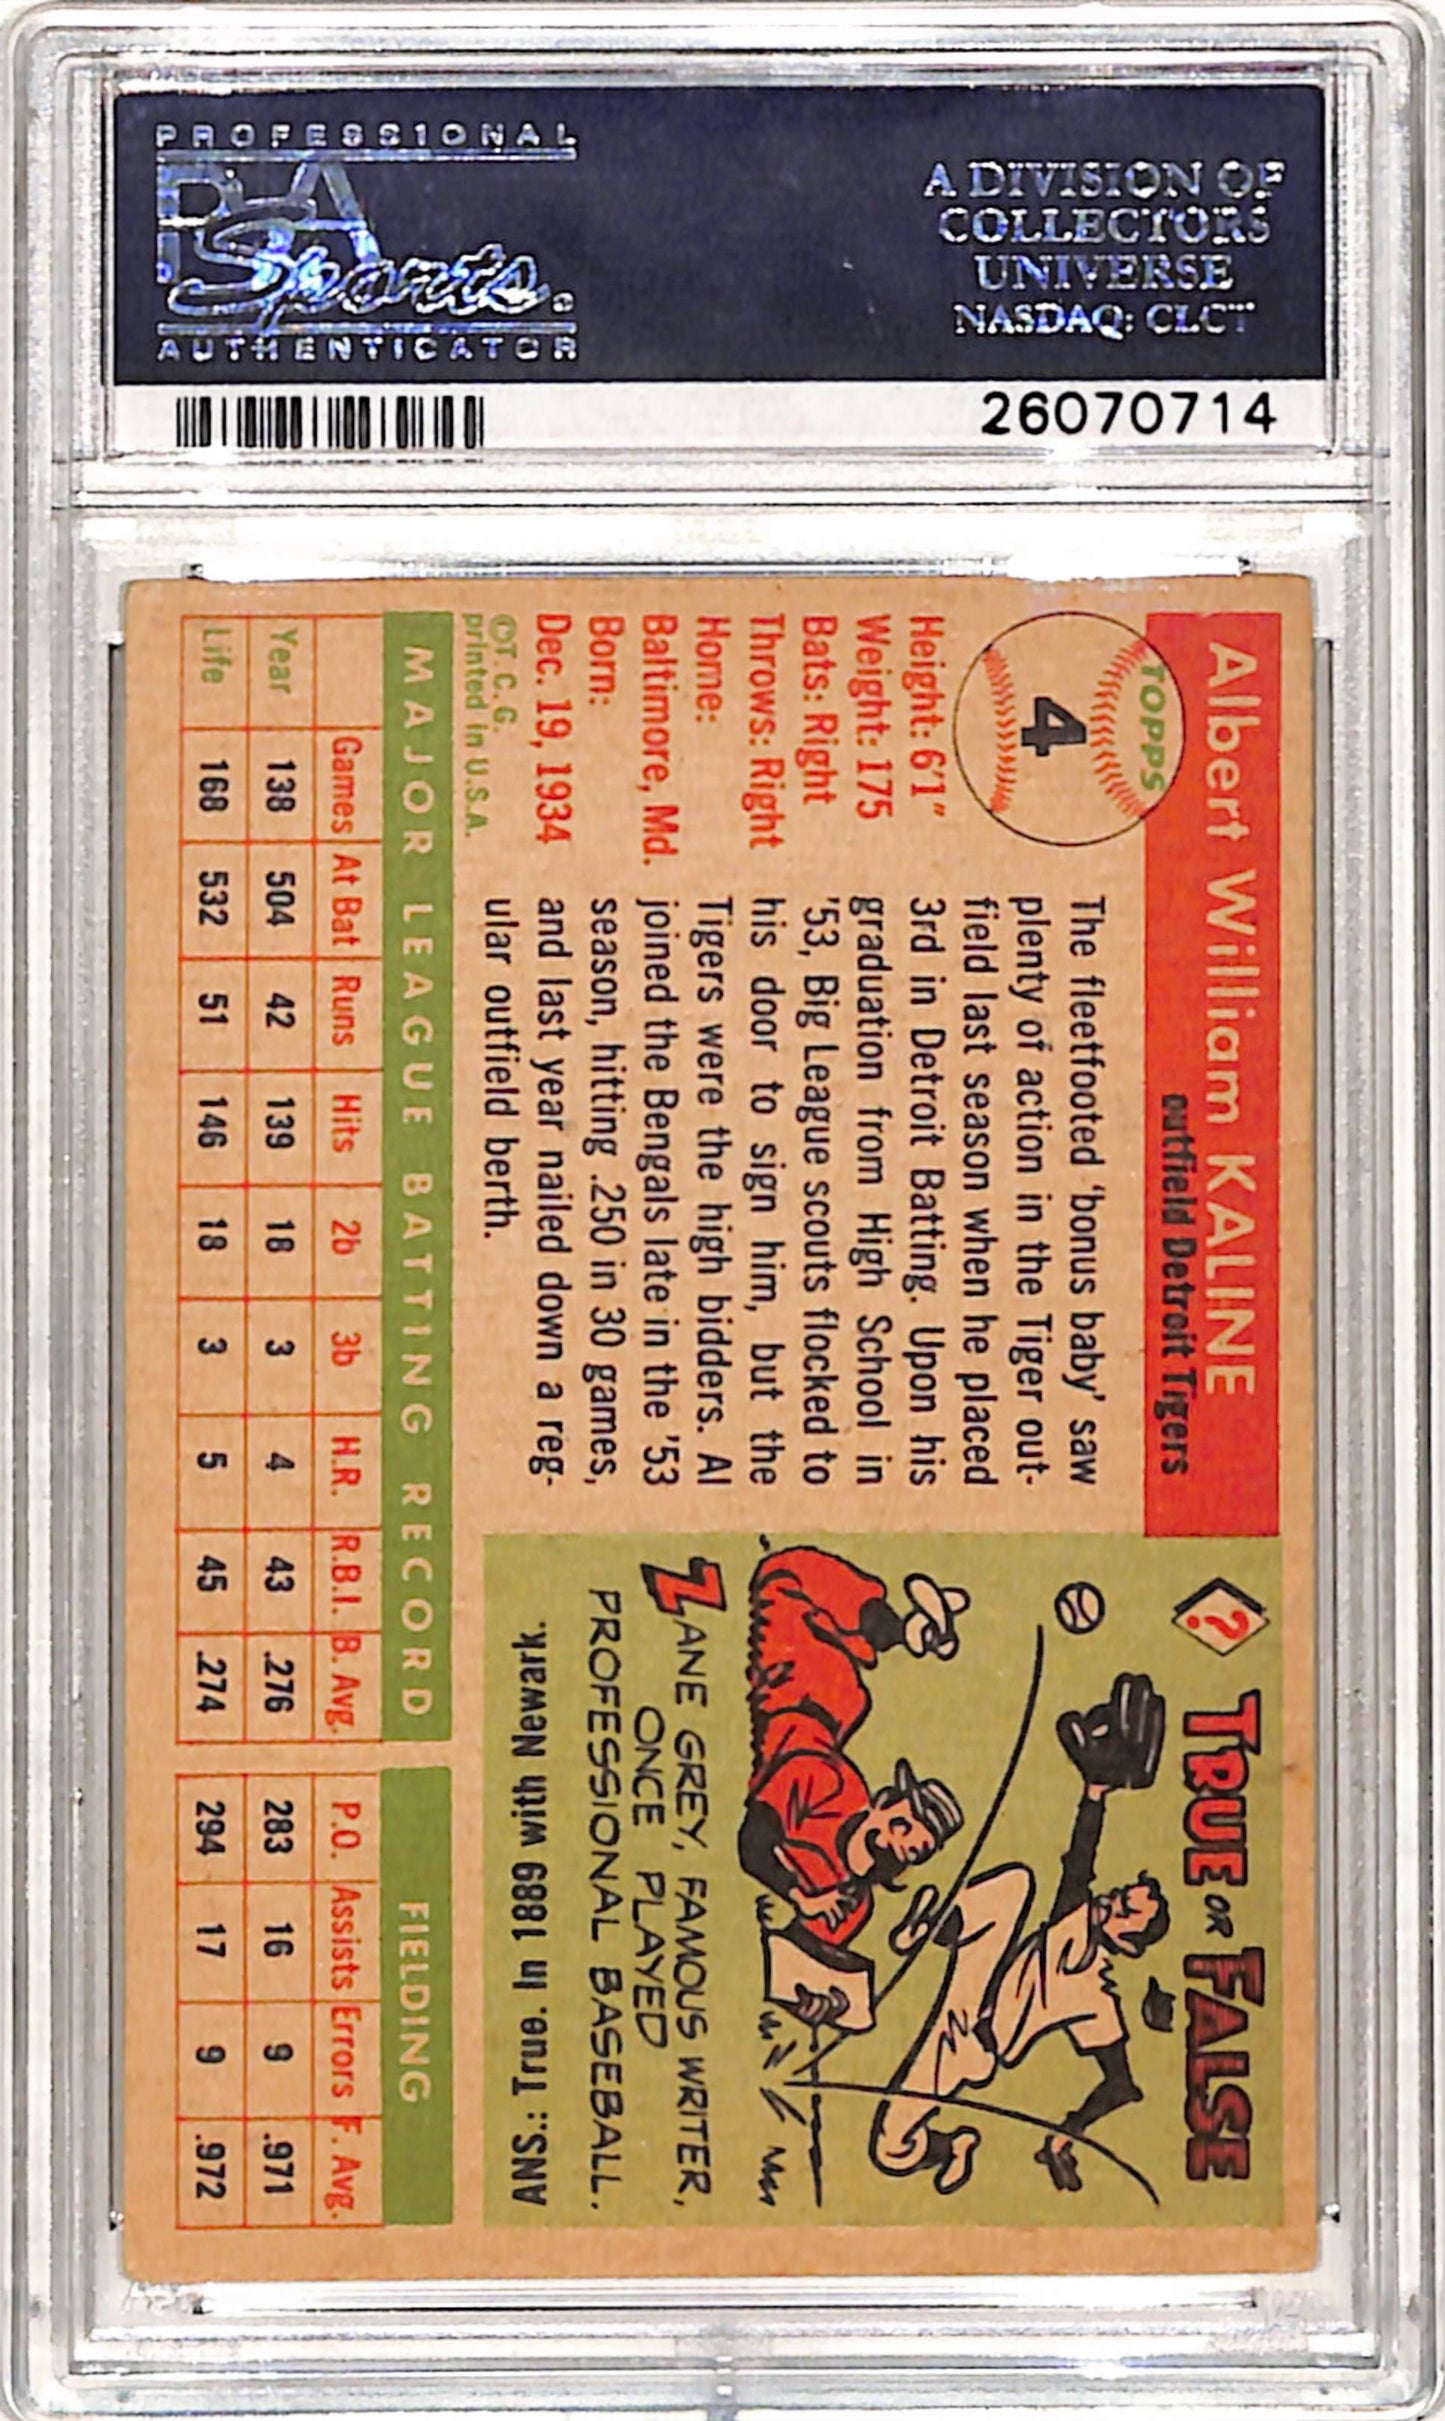 PROFESSIONAL
PSA
Sports
AUTHENTICATOR
A DIVISION OF
COLLECTORS
UNIVERSE
NASDAQ: CLCT
26070714
Albert William KALINE
outfield Detroit Tigers
TOPPS
4
Height: 6'1"
Weight: 175
Bats: Right
Throws: Right
Home:
Baltimore, Md.
Born:
Dec. 19, 1934
©T. C. G.
printed in U.S.A.
The fleetfooted 'bonus baby' saw
plenty of action in the Tiger out-
field last season when he placed
3rd in Detroit Batting. Upon his
graduation from High School in
'53, Big League scouts flocked to
his door to sign him, but the
Tigers were the high bidders. Al
joined the Bengals late in the '53
season, hitting .250 in 30 games,
and last year nailed down a reg-
ular outfield berth.
? TRUE OR FALSE
ZANE GREY, FAMOUS WRITER,
ONCE PLAYED
PROFESSIONAL BASEBALL.
ANS.: True. In 1889 with Newark.
MAJOR LEAGUE BATTING RECORD FIELDING
Games At Bat Runs Hits 2b 3b H.R. R.B.I. B. Avg. P.O. Assists Errors F. Avg.
Year 138 504 42 139 18 3 4 43 .276 283 16 9 .971
Life 168 532 51 146 18 3 5 45 .274 294 17 9 .972